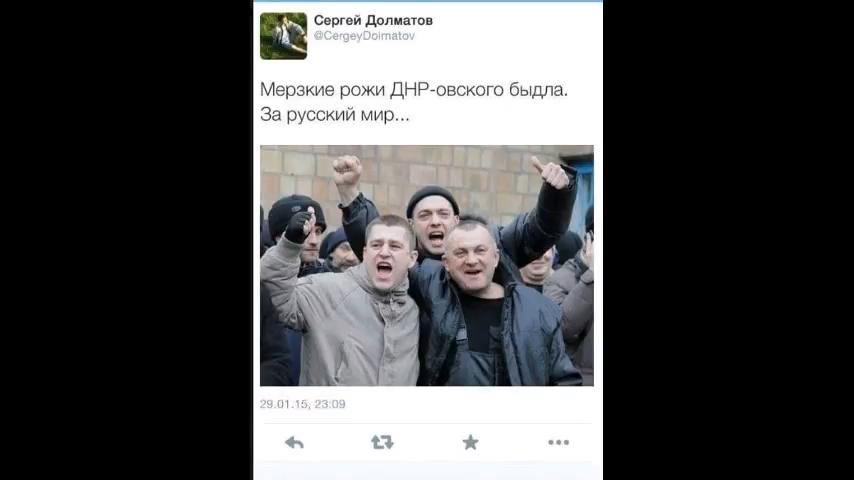 Сергей Долматов
@CergeyDolmatov
Мерзкие рожи ДНР-овского быдла.
За русский мир...
29.01.15, 23:09